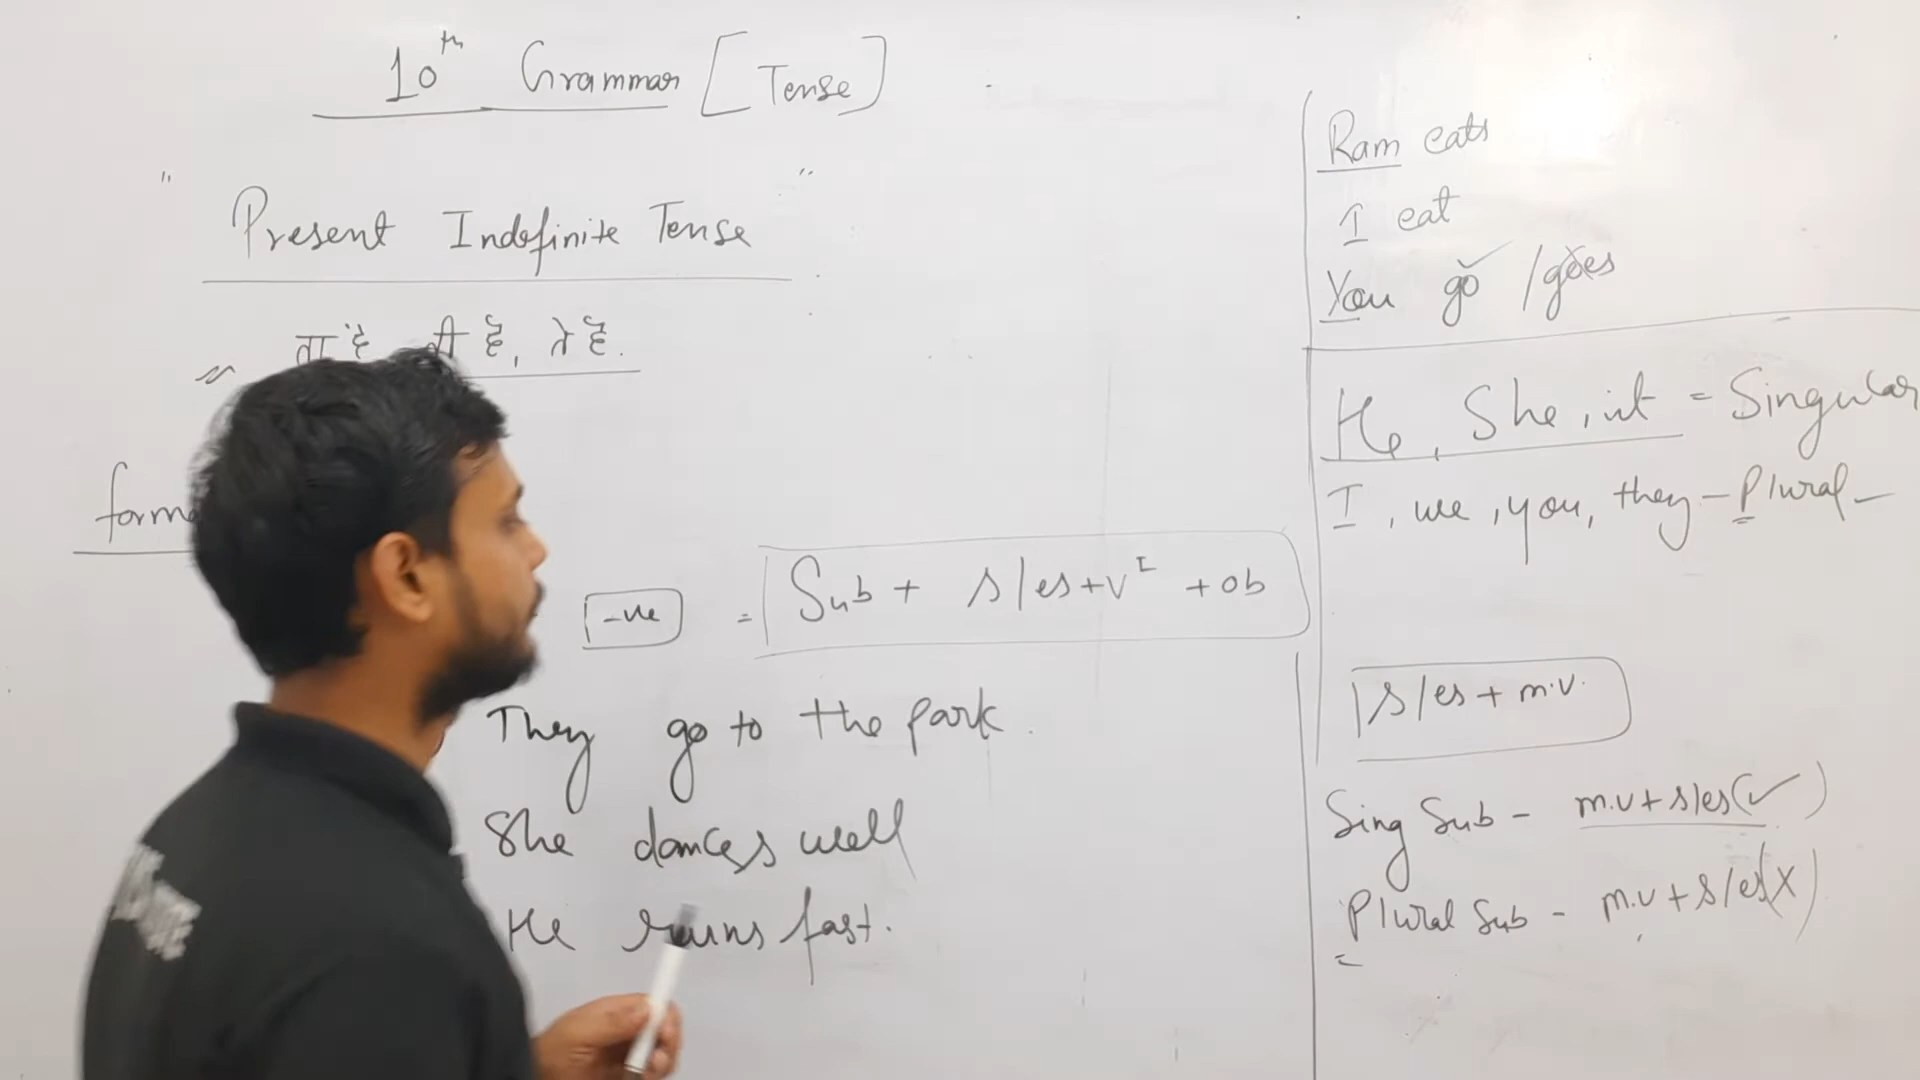 10th Grammar [Tense]
" Present Indefinite Tense "
ता है ती है, ते हैं.
-ve = Sub + s/es+vI + ob
They go to the park.
She dances well
He runs fast.
Ram eats
I eat
You go ✓ /goes
He, She, it = Singular
I, we, you, they - Plural -
s/es + m.v.
Sing Sub - m.v + s/es (✓)
Plural Sub - m.v + s/es (X)